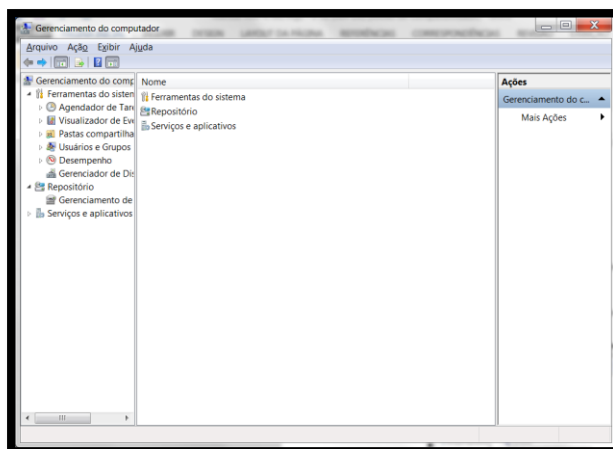 Gerenciamento do computador
Arquivo Ação Exibir Ajuda
Gerenciamento do comp
Ferramentas do sisten
Agendador de Tare
Visualizador de Eve
Pastas compartilha
Usuários e Grupos
Desempenho
Gerenciador de Dis
Repositório
Gerenciamento de
Serviços e aplicativos
Nome
Ferramentas do sistema
Repositório
Serviços e aplicativos
Ações
Gerenciamento do c...
Mais Ações